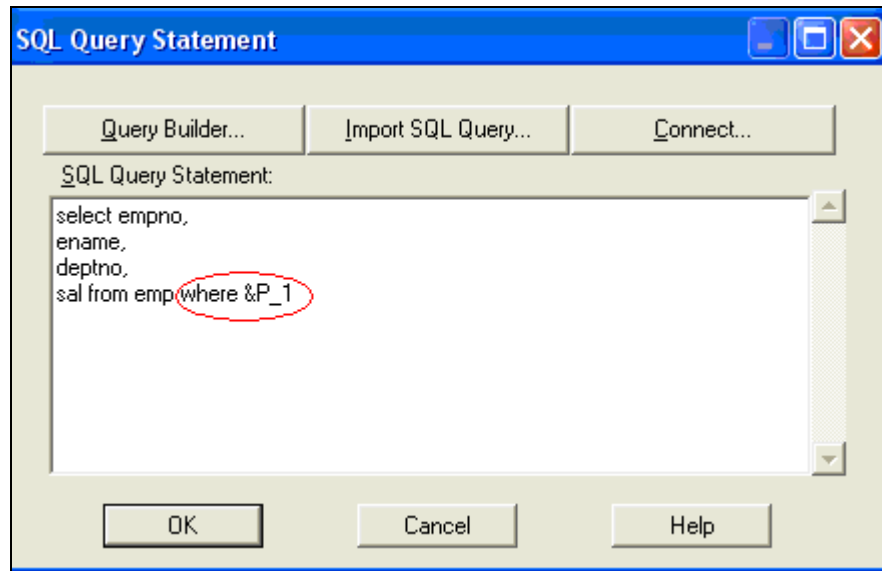 SQL Query Statement
Query Builder... Import SQL Query... Connect...
SQL Query Statement:
select empno,
ename,
deptno,
sal from emp where &P_1
OK Cancel Help